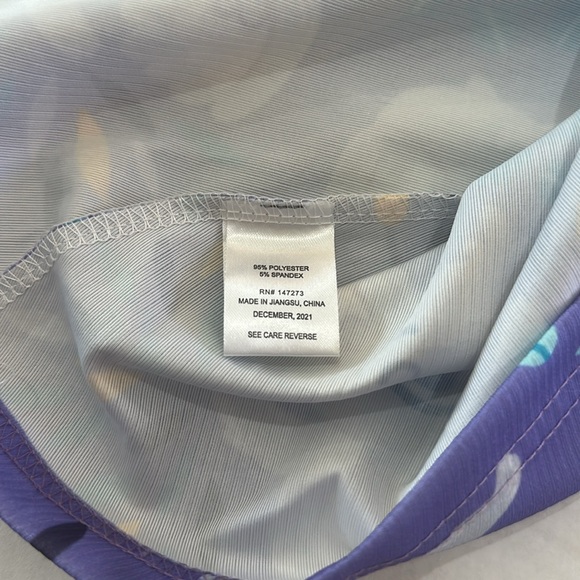 95% POLYESTER
5% SPANDEX
RN# 147273
MADE IN JIANGSU, CHINA
DECEMBER, 2021
SEE CARE REVERSE